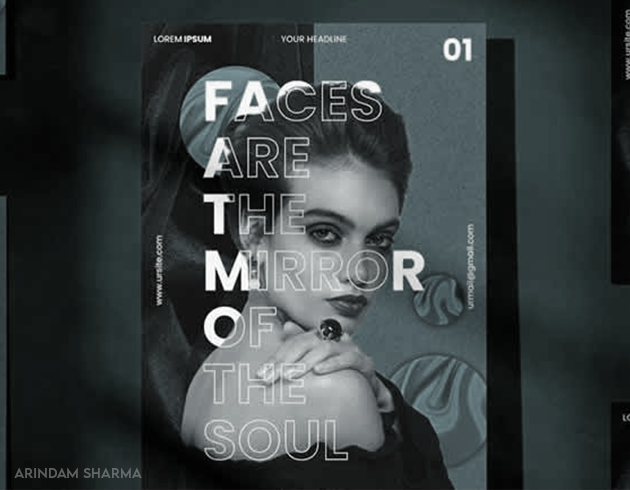 LOREM IPSUM
YOUR HEADLINE
01
FACES
ARE
THE
MIRROR
OF
THE
SOUL
www.ursite.com
urmail@gmail.com
ARINDAM SHARMA